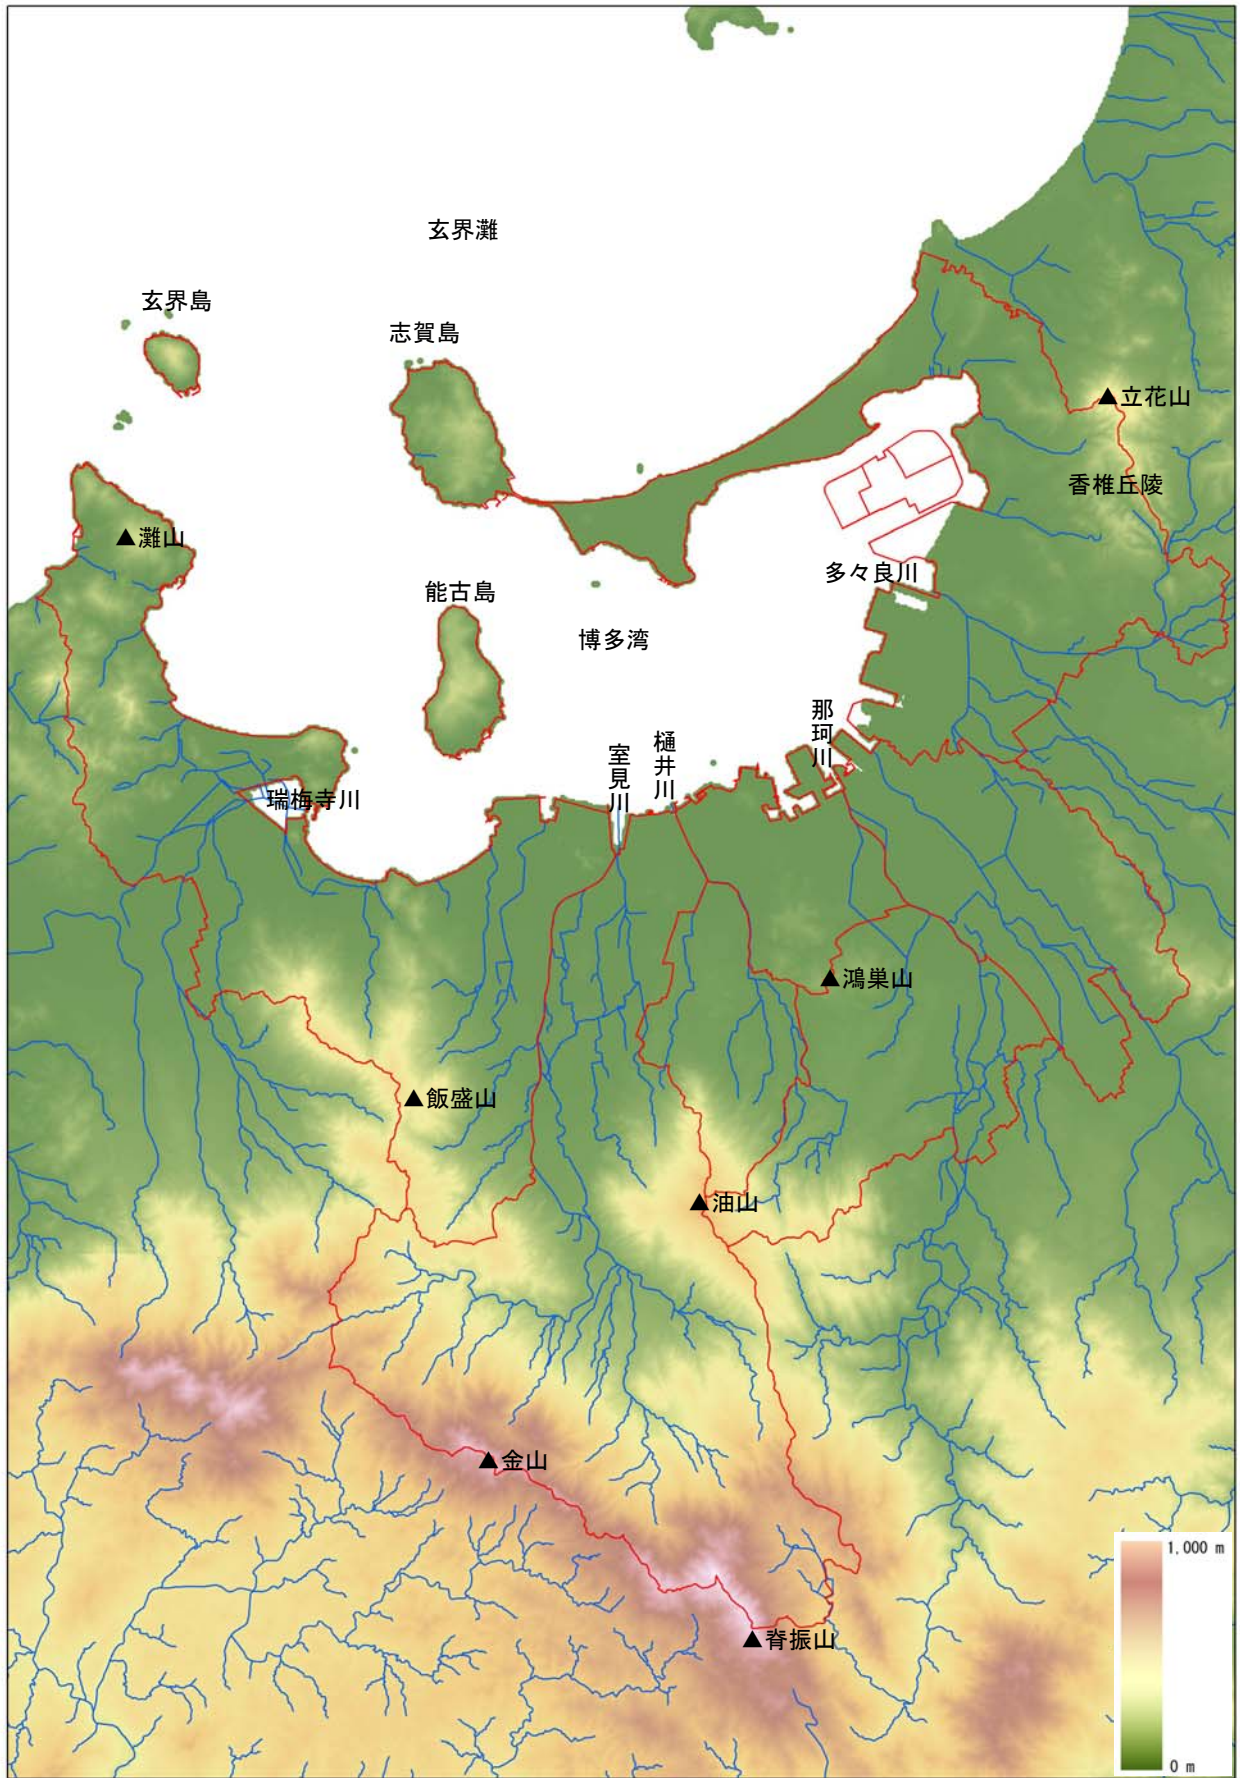 玄界灘
玄界島
志賀島
▲立花山
香椎丘陵
▲灘山
多々良川
能古島
博多湾
那珂川
樋井川
室見川
瑞梅寺川
▲鴻巣山
▲飯盛山
▲油山
▲金山
1,000 m
▲脊振山
0 m